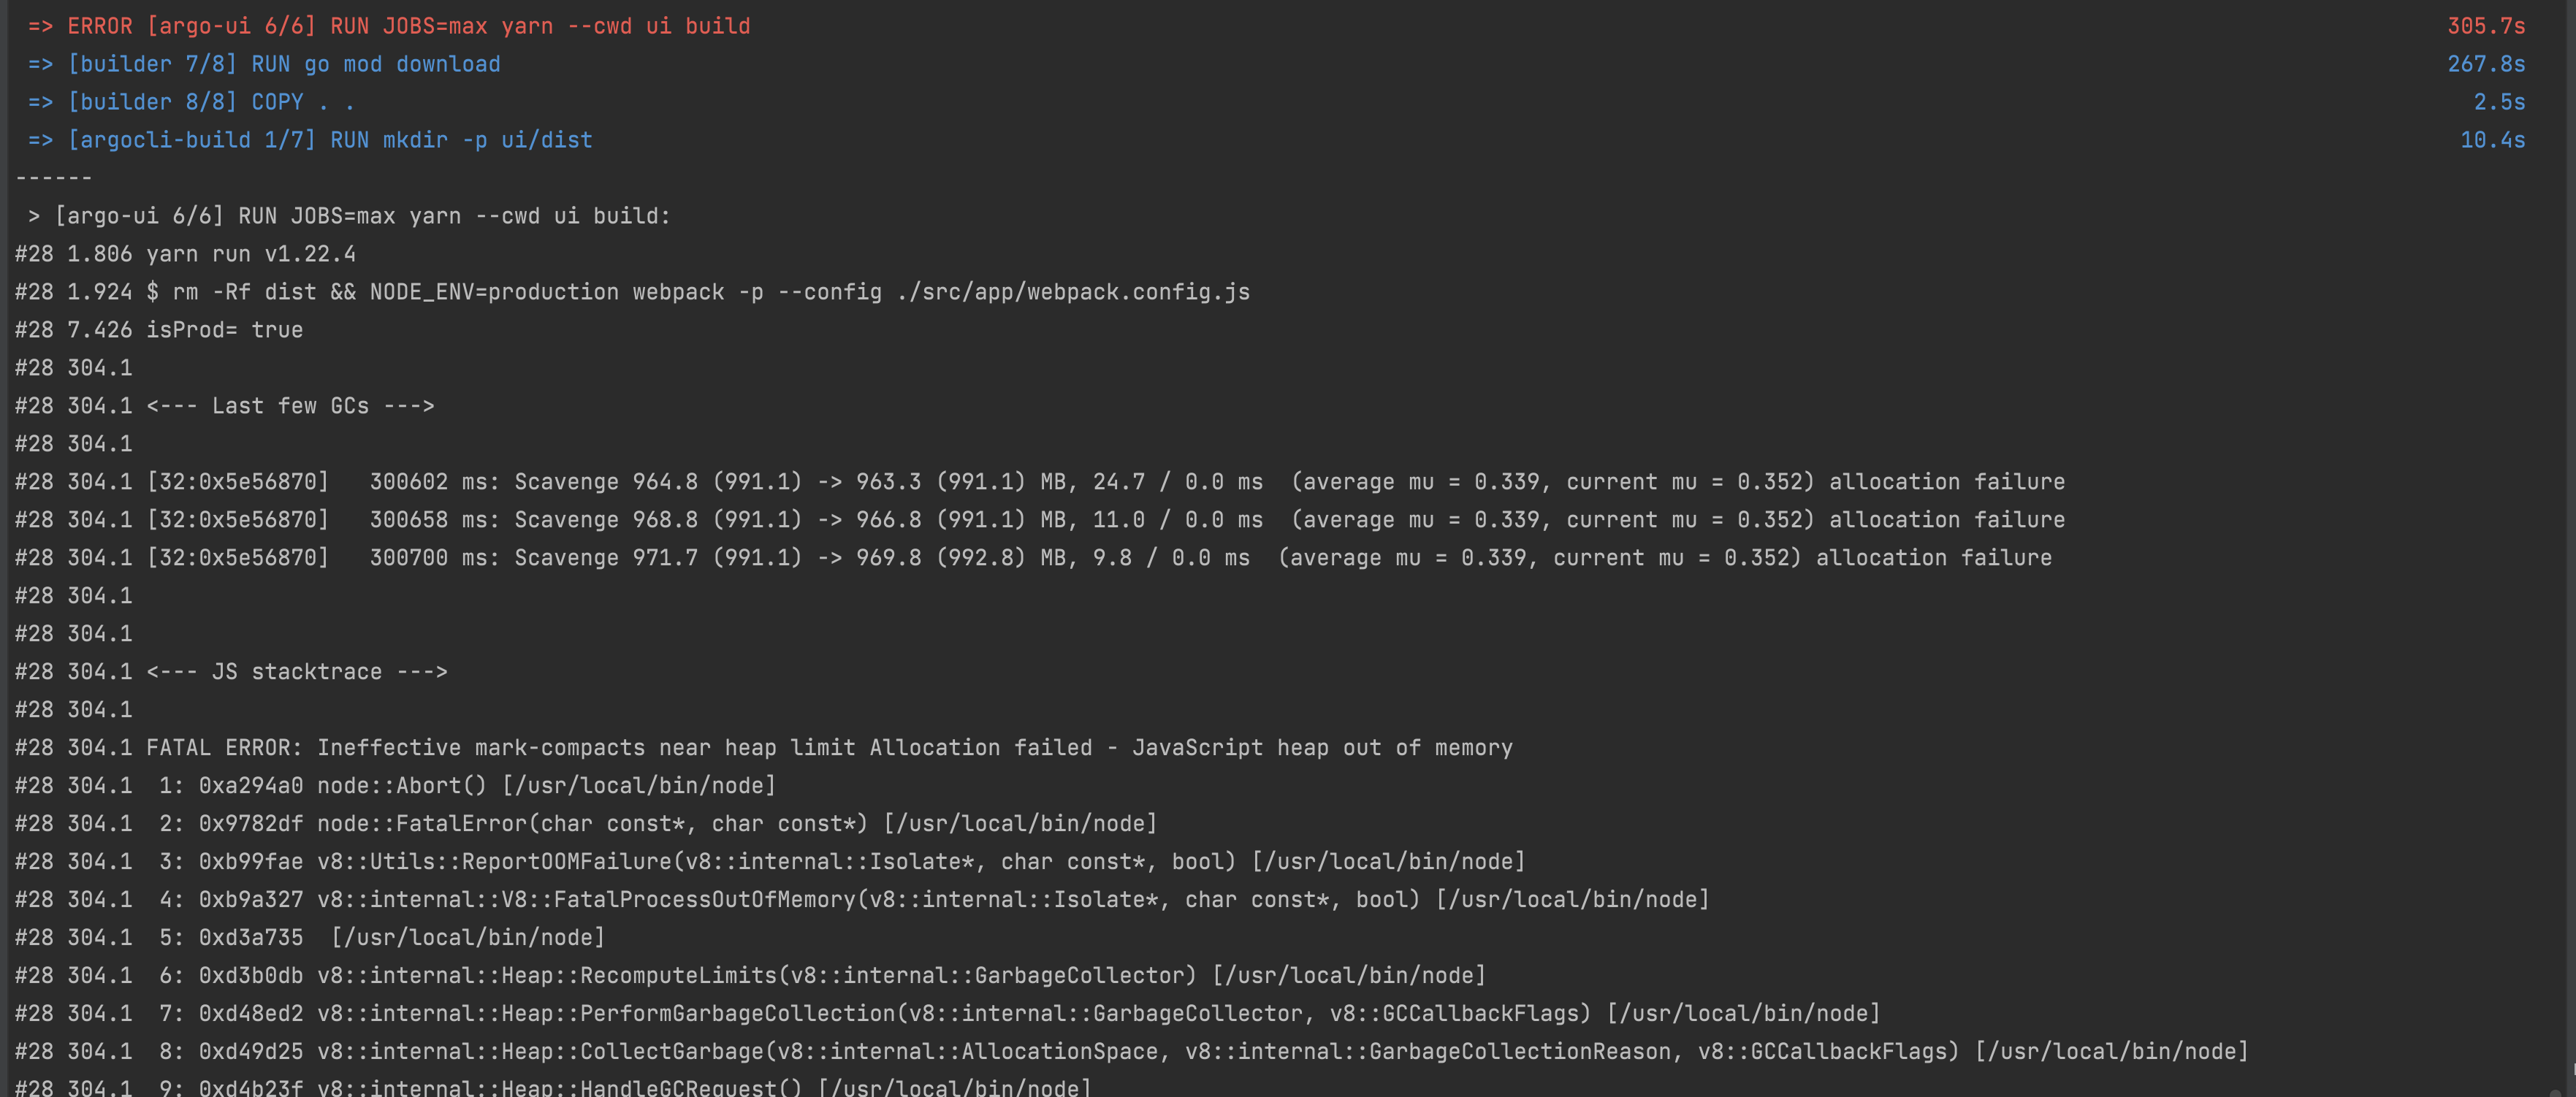 => ERROR [argo-ui 6/6] RUN JOBS=max yarn --cwd ui build 305.7s
=> [builder 7/8] RUN go mod download 267.8s
=> [builder 8/8] COPY . . 2.5s
=> [argocli-build 1/7] RUN mkdir -p ui/dist 10.4s
------
> [argo-ui 6/6] RUN JOBS=max yarn --cwd ui build:
#28 1.806 yarn run v1.22.4
#28 1.924 $ rm -Rf dist && NODE_ENV=production webpack -p --config ./src/app/webpack.config.js
#28 7.426 isProd= true
#28 304.1
#28 304.1 <--- Last few GCs --->
#28 304.1
#28 304.1 [32:0x5e56870]   300602 ms: Scavenge 964.8 (991.1) -> 963.3 (991.1) MB, 24.7 / 0.0 ms  (average mu = 0.339, current mu = 0.352) allocation failure
#28 304.1 [32:0x5e56870]   300658 ms: Scavenge 968.8 (991.1) -> 966.8 (991.1) MB, 11.0 / 0.0 ms  (average mu = 0.339, current mu = 0.352) allocation failure
#28 304.1 [32:0x5e56870]   300700 ms: Scavenge 971.7 (991.1) -> 969.8 (992.8) MB, 9.8 / 0.0 ms  (average mu = 0.339, current mu = 0.352) allocation failure
#28 304.1
#28 304.1
#28 304.1 <--- JS stacktrace --->
#28 304.1
#28 304.1 FATAL ERROR: Ineffective mark-compacts near heap limit Allocation failed - JavaScript heap out of memory
#28 304.1  1: 0xa294a0 node::Abort() [/usr/local/bin/node]
#28 304.1  2: 0x9782df node::FatalError(char const*, char const*) [/usr/local/bin/node]
#28 304.1  3: 0xb99fae v8::Utils::ReportOOMFailure(v8::internal::Isolate*, char const*, bool) [/usr/local/bin/node]
#28 304.1  4: 0xb9a327 v8::internal::V8::FatalProcessOutOfMemory(v8::internal::Isolate*, char const*, bool) [/usr/local/bin/node]
#28 304.1  5: 0xd3a735  [/usr/local/bin/node]
#28 304.1  6: 0xd3b0db v8::internal::Heap::RecomputeLimits(v8::internal::GarbageCollector) [/usr/local/bin/node]
#28 304.1  7: 0xd48ed2 v8::internal::Heap::PerformGarbageCollection(v8::internal::GarbageCollector, v8::GCCallbackFlags) [/usr/local/bin/node]
#28 304.1  8: 0xd49d25 v8::internal::Heap::CollectGarbage(v8::internal::AllocationSpace, v8::internal::GarbageCollectionReason, v8::GCCallbackFlags) [/usr/local/bin/node]
#28 304.1  9: 0xd4b23f v8::internal::Heap::HandleGCRequest() [/usr/local/bin/node]